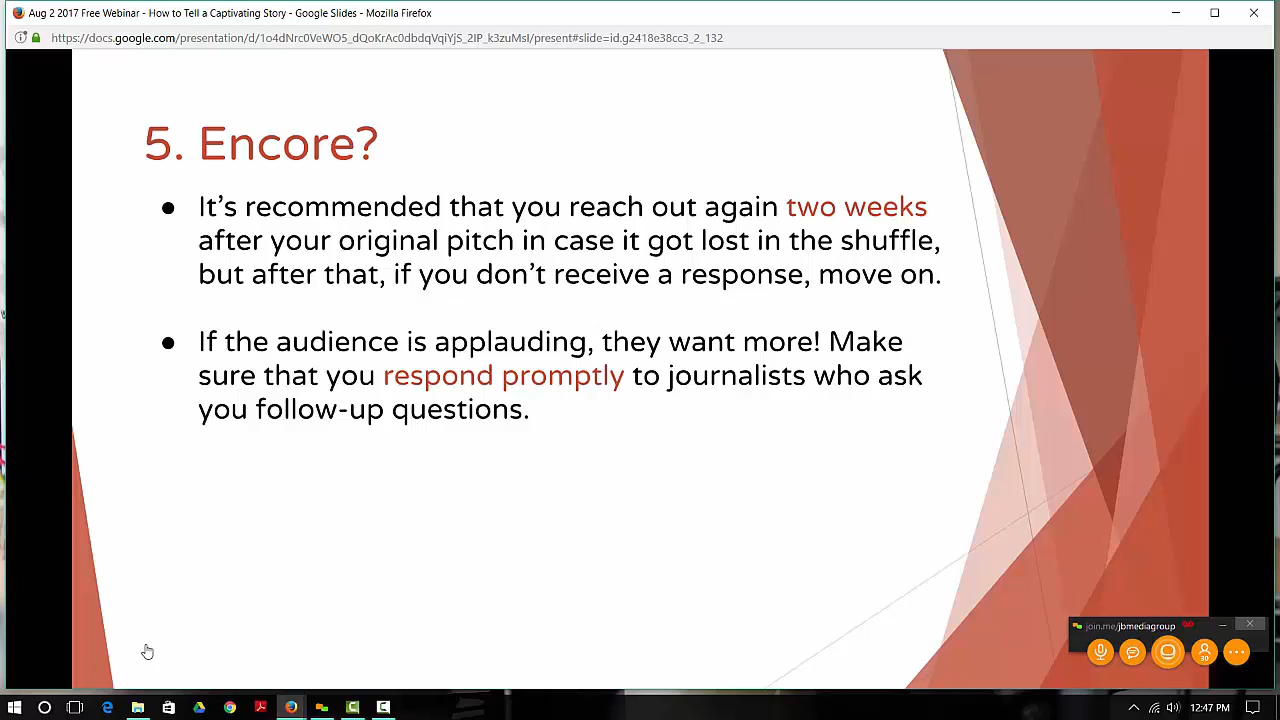 Aug 2 2017 Free Webinar - How to Tell a Captivating Story - Google Slides - Mozilla Firefox
https://docs.google.com/presentation/d/1o4dNrc0VeWO5_dQoKrAc0dbdqVqiYjS_2IP_k3zuMsI/present#slide=id.g2418e38cc3_2_132
5. Encore?
● It's recommended that you reach out again two weeks
after your original pitch in case it got lost in the shuffle,
but after that, if you don't receive a response, move on.
● If the audience is applauding, they want more! Make
sure that you respond promptly to journalists who ask
you follow-up questions.
join.me/jbmediagroup
30
12:47 PM